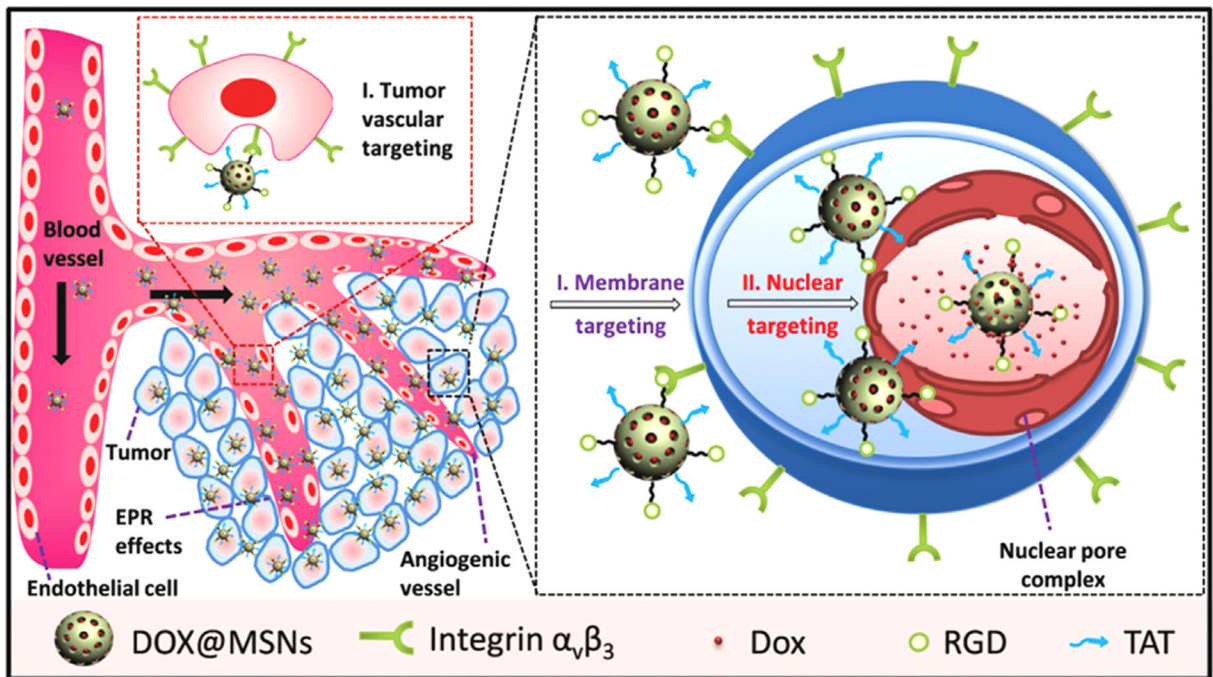 I. Tumor
vascular
targeting
Blood
vessel
Tumor
EPR
effects
Endothelial cell
Angiogenic
vessel
I. Membrane
targeting
II. Nuclear
targeting
Nuclear pore
complex
DOX@MSNs
Integrin αᵥβ₃
Dox
RGD
TAT